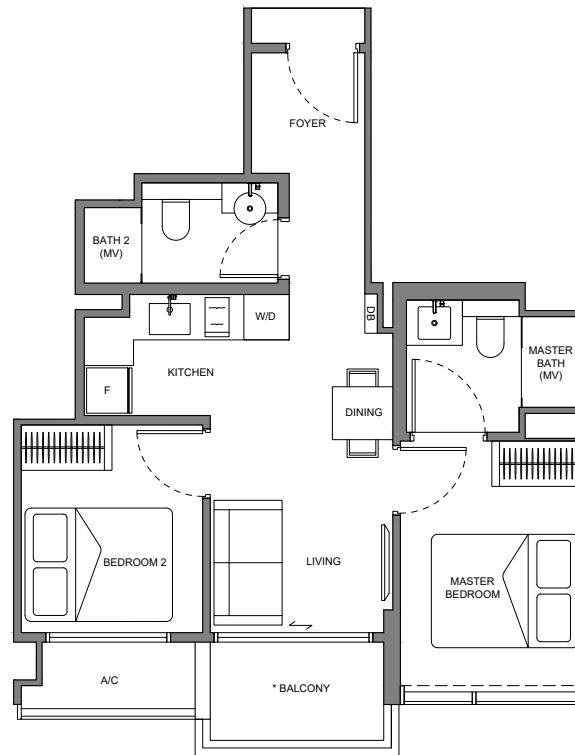 FOYER
BATH 2
(MV)
W/D
DB
KITCHEN
F
MASTER
BATH
(MV)
DINING
BEDROOM 2
LIVING
MASTER
BEDROOM
A/C
* BALCONY